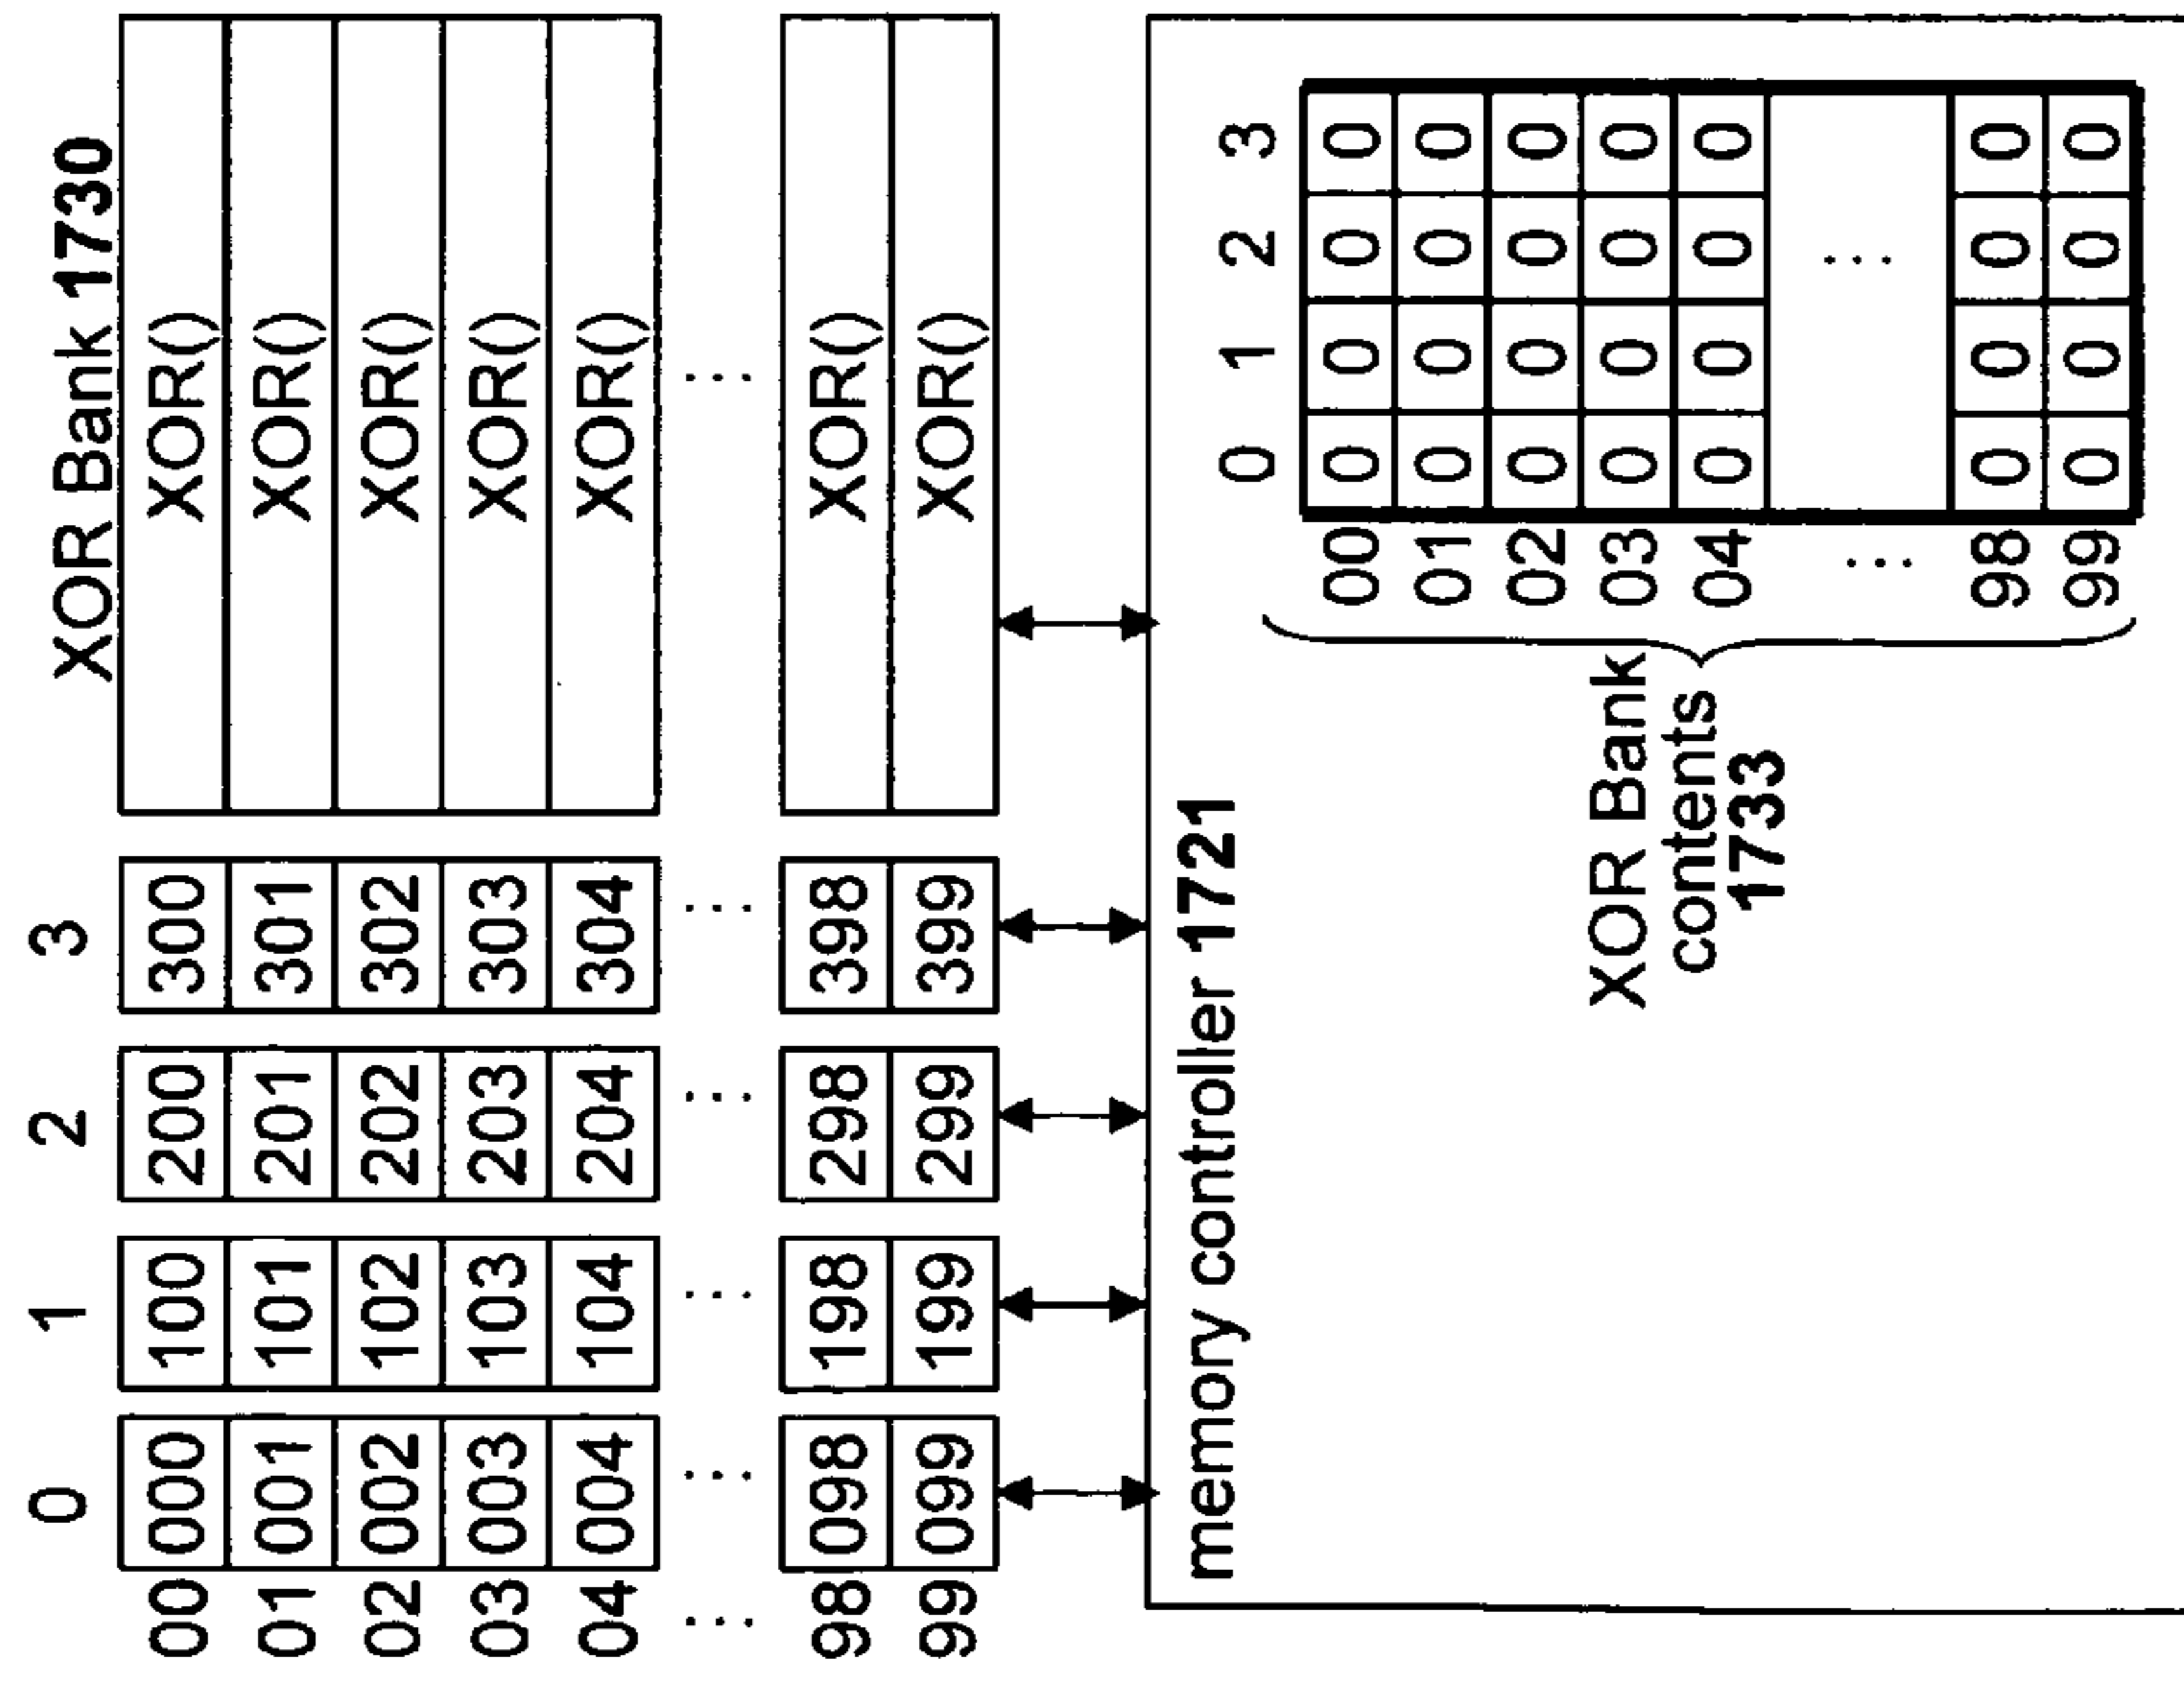 0 1 2 3 XOR Bank 1730
00 000 100 200 300 XOR()
01 001 101 201 301 XOR()
02 002 102 202 302 XOR()
03 003 103 203 303 XOR()
04 004 104 204 304 XOR()
... ... ... ... ... ...
98 098 198 298 398 XOR()
99 099 199 299 399 XOR()
memory controller 1721
0 1 2 3
00 0 0 0 0
01 0 0 0 0
02 0 0 0 0
03 0 0 0 0
04 0 0 0 0
... ...
98 0 0 0 0
99 0 0 0 0
XOR Bank
contents
1733